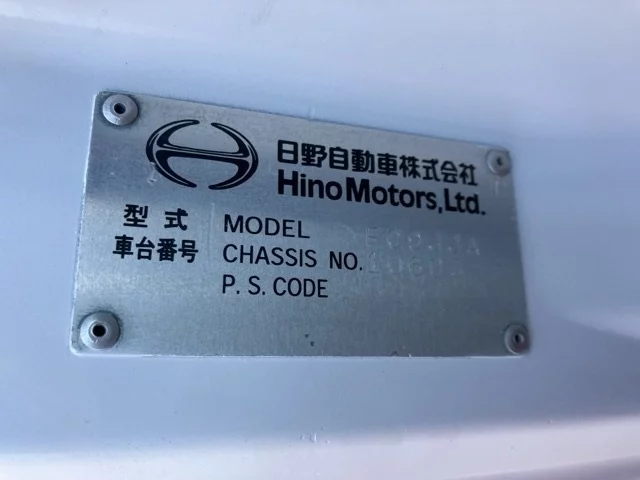 日野自動車株式会社
Hino Motors, Ltd.
型式 MODEL
車台番号 CHASSIS NO.
P. S. CODE